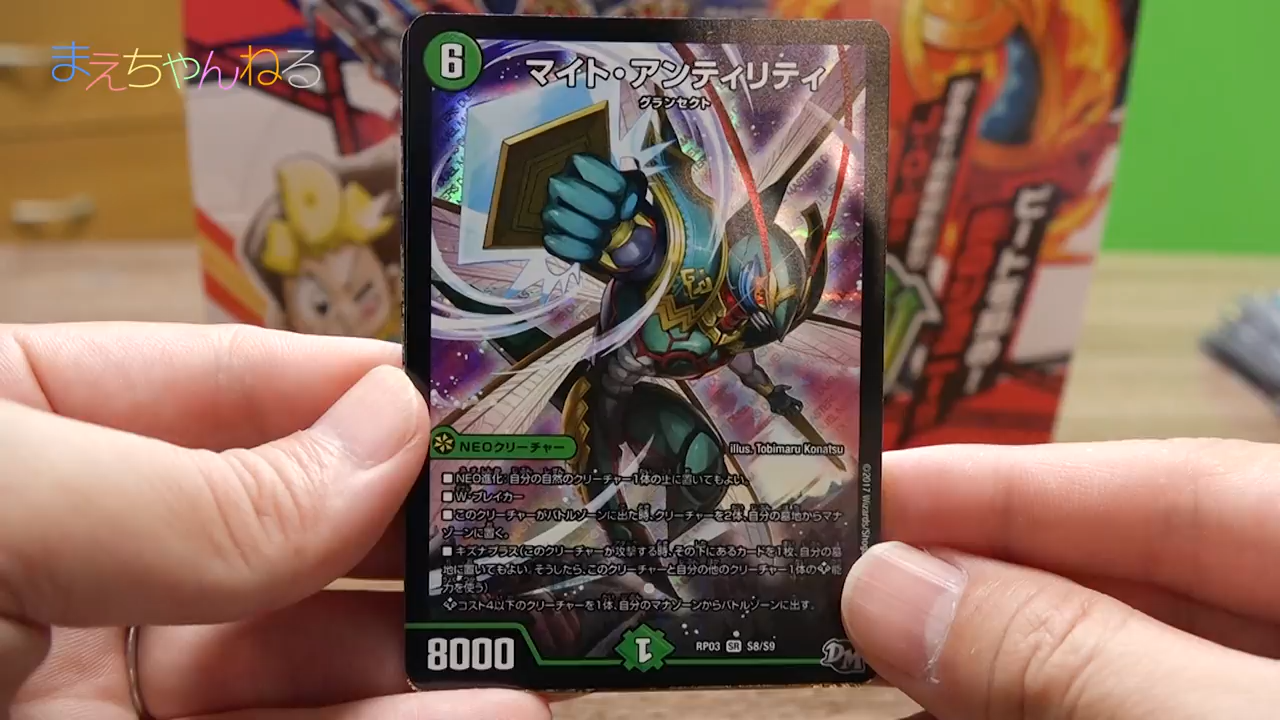 まえちゃんねる
6
マイト・アンティリティ
グランセクト
NEOクリーチャー
illus. Tobimaru Konatsu
■NEO進化:自分の自然のクリーチャー1体の上に置いてもよい。
■W・ブレイカー
■このクリーチャーがバトルゾーンに出た時、クリーチャーを2体、自分の墓地からマナ
ゾーンに置く。
■キズナプラス(このクリーチャーが攻撃する時、その下にあるカードを1枚、自分の墓
地に置いてもよい。そうしたら、このクリーチャーと自分の他のクリーチャー1体の能
力を使う)
コスト4以下のクリーチャーを1体、自分のマナゾーンからバトルゾーンに出す。
©2017 Wizards/Shoga
8000
1
RP03 SR S8/S9
DM